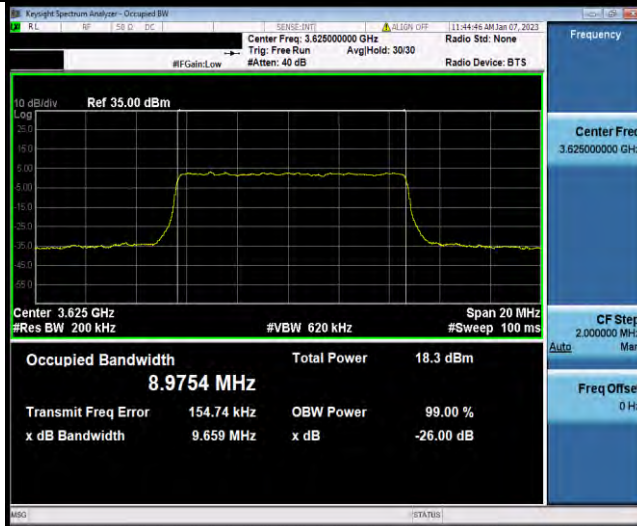 Keysight Spectrum Analyzer - Occupied BW
RL RF 50 Ω DC SENSE:INT ALIGN OFF 11:44:46 AM Jan 07, 2023
Center Freq: 3.625000000 GHz Radio Std: None
Trig: Free Run Avg|Hold: 30/30
#IFGain:Low #Atten: 40 dB Radio Device: BTS
10 dB/div Ref 35.00 dBm
Log
25.0
15.0
5.00
-5.00
-15.0
-25.0
-35.0
-45.0
-55.0
Center 3.625 GHz Span 20 MHz
#Res BW 200 kHz #VBW 620 kHz #Sweep 100 ms
Occupied Bandwidth Total Power 18.3 dBm
8.9754 MHz
Transmit Freq Error 154.74 kHz OBW Power 99.00 %
x dB Bandwidth 9.659 MHz x dB -26.00 dB
MSG STATUS
Frequency
Center Freq
3.625000000 GHz
CF Step
2.000000 MHz
Auto Man
Freq Offset
0 Hz